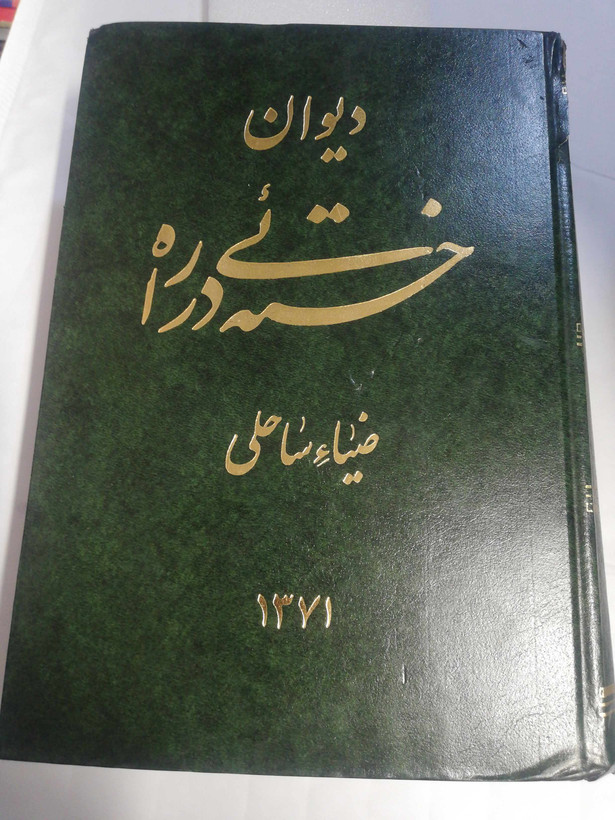 دیوان
خسته‌ئی در راه
ضیاءِ ساحلی
۱۳۷۱